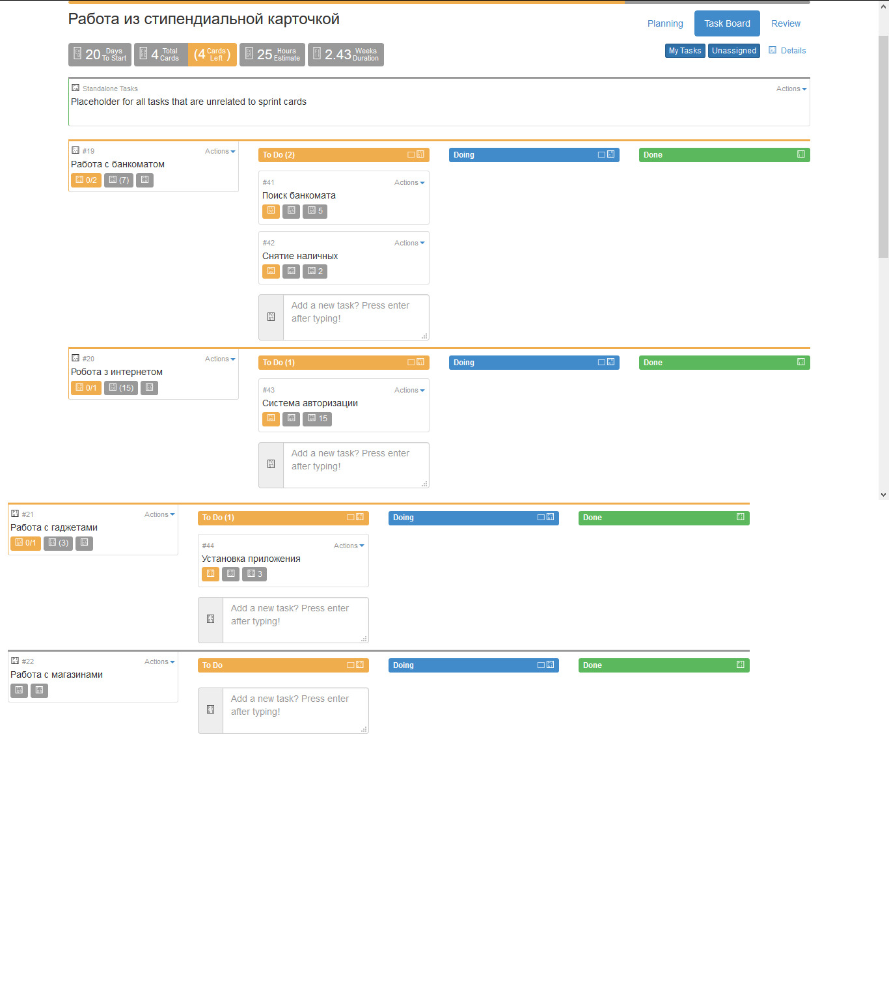 Работа из стипендиальной карточкой
Planning
Task Board
Review
20 Days To Start
4 Total Cards
(4 Cards Left )
25 Hours Estimate
2.43 Weeks Duration
My Tasks
Unassigned
Details
Standalone Tasks
Actions
Placeholder for all tasks that are unrelated to sprint cards
#19
Actions
Работа с банкоматом
0/2
(7)
To Do (2)
Doing
Done
#41
Actions
Поиск банкомата
5
#42
Actions
Снятие наличных
2
Add a new task? Press enter
after typing!
#20
Actions
Робота з интернетом
0/1
(15)
To Do (1)
Doing
Done
#43
Actions
Система авторизации
15
Add a new task? Press enter
after typing!
#21
Actions
Работа с гаджетами
0/1
(3)
To Do (1)
Doing
Done
#44
Actions
Установка приложения
3
Add a new task? Press enter
after typing!
#22
Actions
Работа с магазинами
To Do
Doing
Done
Add a new task? Press enter
after typing!